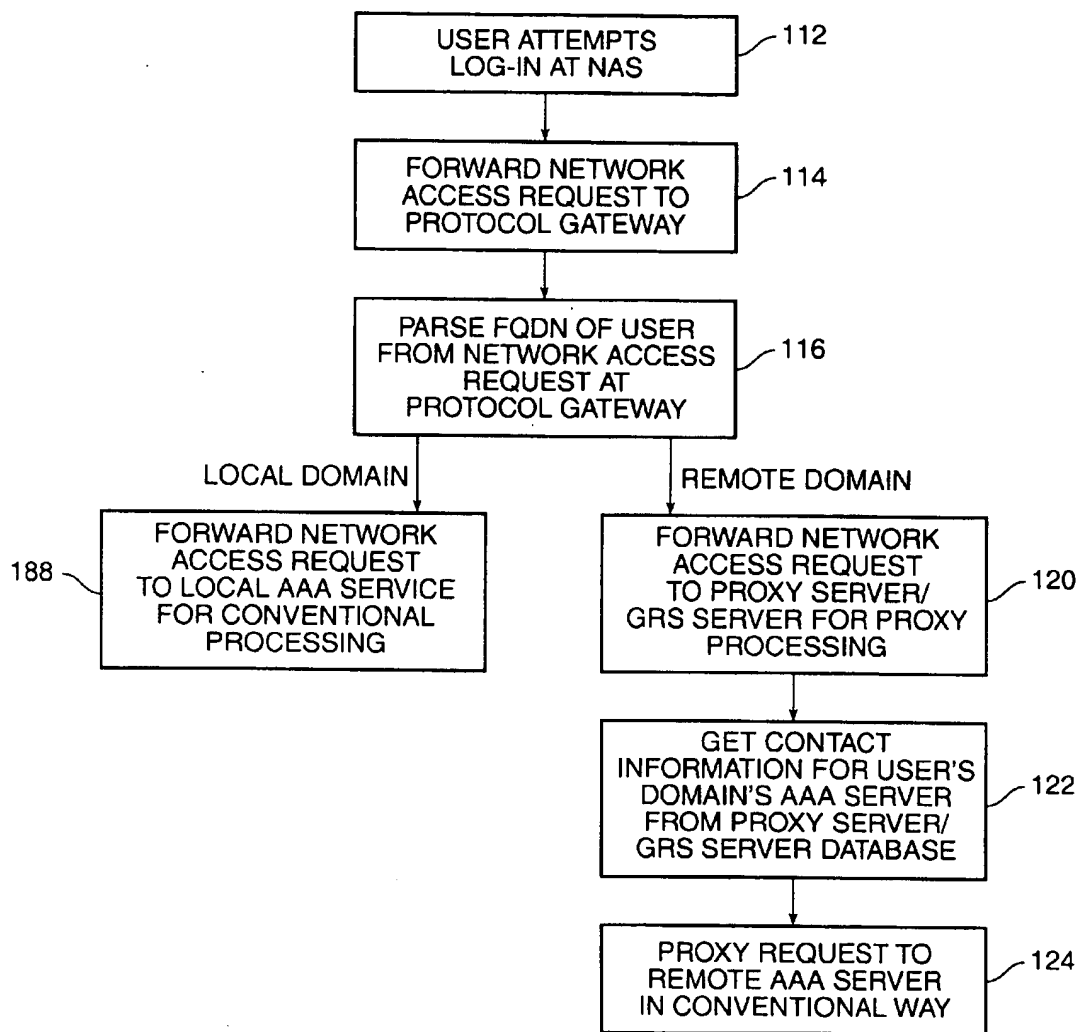 USER ATTEMPTS
LOG-IN AT NAS
112
FORWARD NETWORK
ACCESS REQUEST TO
PROTOCOL GATEWAY
114
PARSE FQDN OF USER
FROM NETWORK ACCESS
REQUEST AT
PROTOCOL GATEWAY
116
LOCAL DOMAIN
REMOTE DOMAIN
FORWARD NETWORK
ACCESS REQUEST
TO LOCAL AAA SERVICE
FOR CONVENTIONAL
PROCESSING
188
FORWARD NETWORK
ACCESS REQUEST
TO PROXY SERVER/
GRS SERVER FOR PROXY
PROCESSING
120
GET CONTACT
INFORMATION FOR USER'S
DOMAIN'S AAA SERVER
FROM PROXY SERVER/
GRS SERVER DATABASE
122
PROXY REQUEST TO
REMOTE AAA SERVER
IN CONVENTIONAL WAY
124